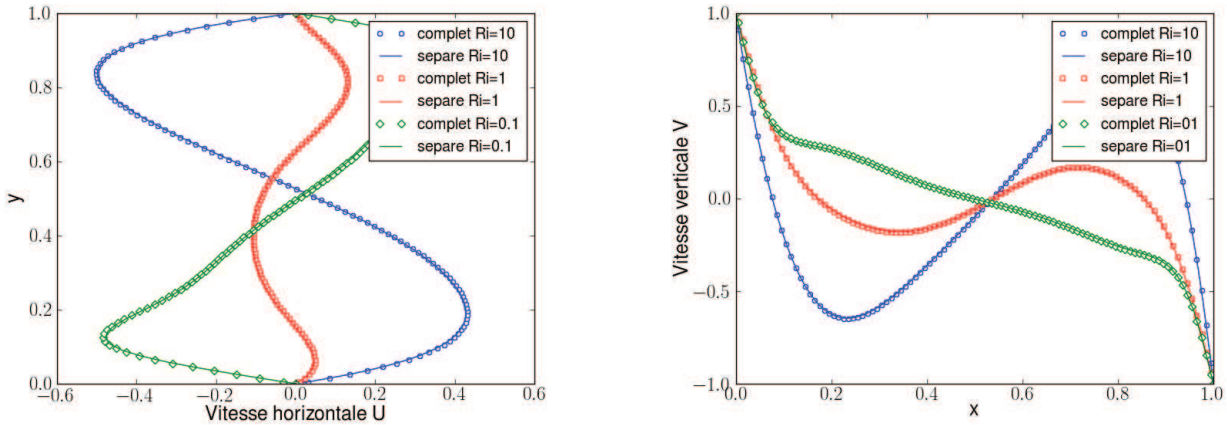 1.0
0.8
0.6
0.4
0.2
0.0
−0.6
−0.4
−0.2
0.0
0.2
0.4
0.6
y
Vitesse horizontale U
complet Ri=10
separe Ri=10
complet Ri=1
separe Ri=1
complet Ri=0.1
separe Ri=0.1
1.0
0.5
0.0
−0.5
−1.0
0.0
0.2
0.4
0.6
0.8
1.0
Vitesse verticale V
x
complet Ri=10
separe Ri=10
complet Ri=1
separe Ri=1
complet Ri=01
separe Ri=01